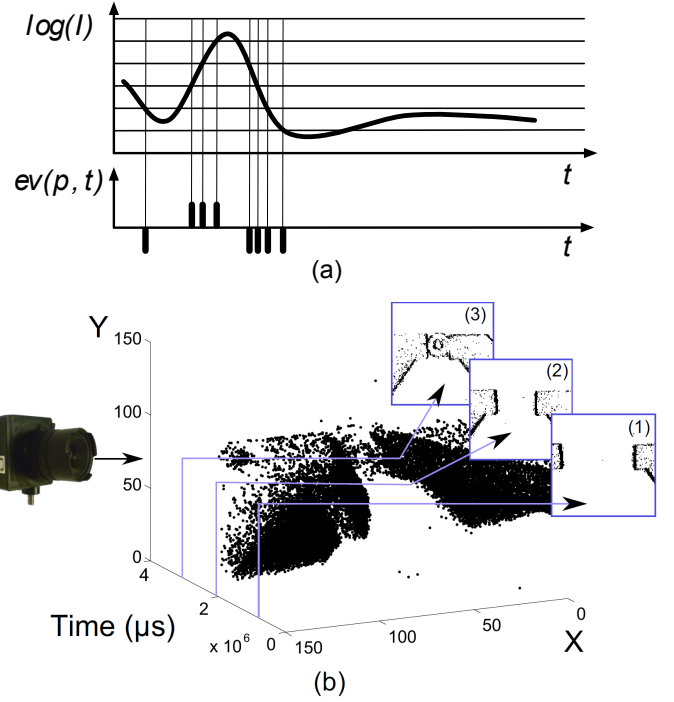 log(I)
t
ev(p,t)
t
(a)
Y
150
(3)
(2)
100
(1)
50
0
4
2
Time (µs)
x 10^6
0
150
100
50
0
X
(b)